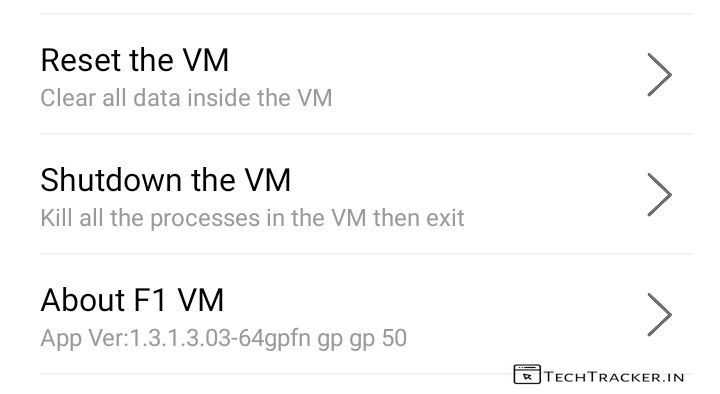 Reset the VM
Clear all data inside the VM
Shutdown the VM
Kill all the processes in the VM then exit
About F1 VM
App Ver:1.3.1.3.03-64gpfn gp gp 50
TECHTRACKER.IN